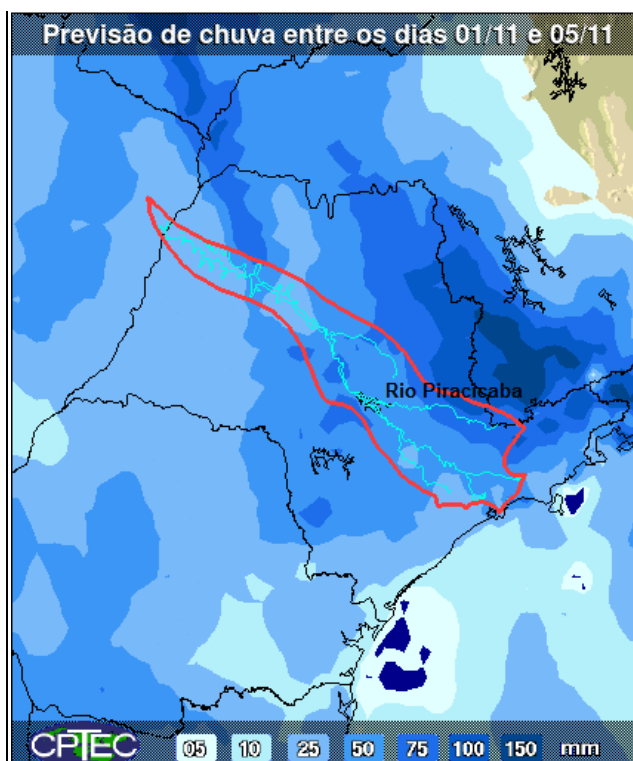 Previsão de chuva entre os dias 01/11 e 05/11
Rio Piracicaba
CPTEC 05 10 25 50 75 100 150 mm